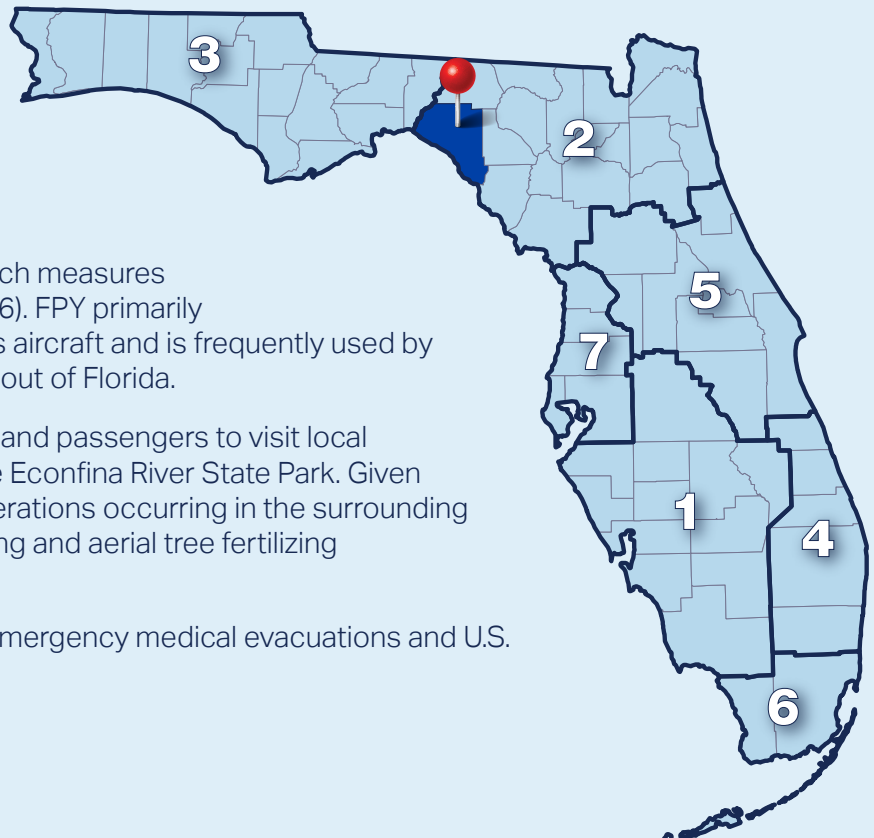 3
2
5
7
1
4
6
ch measures
6). FPY primarily
s aircraft and is frequently used by
out of Florida.
and passengers to visit local
e Econfina River State Park. Given
erations occurring in the surrounding
ng and aerial tree fertilizing
mergency medical evacuations and U.S.